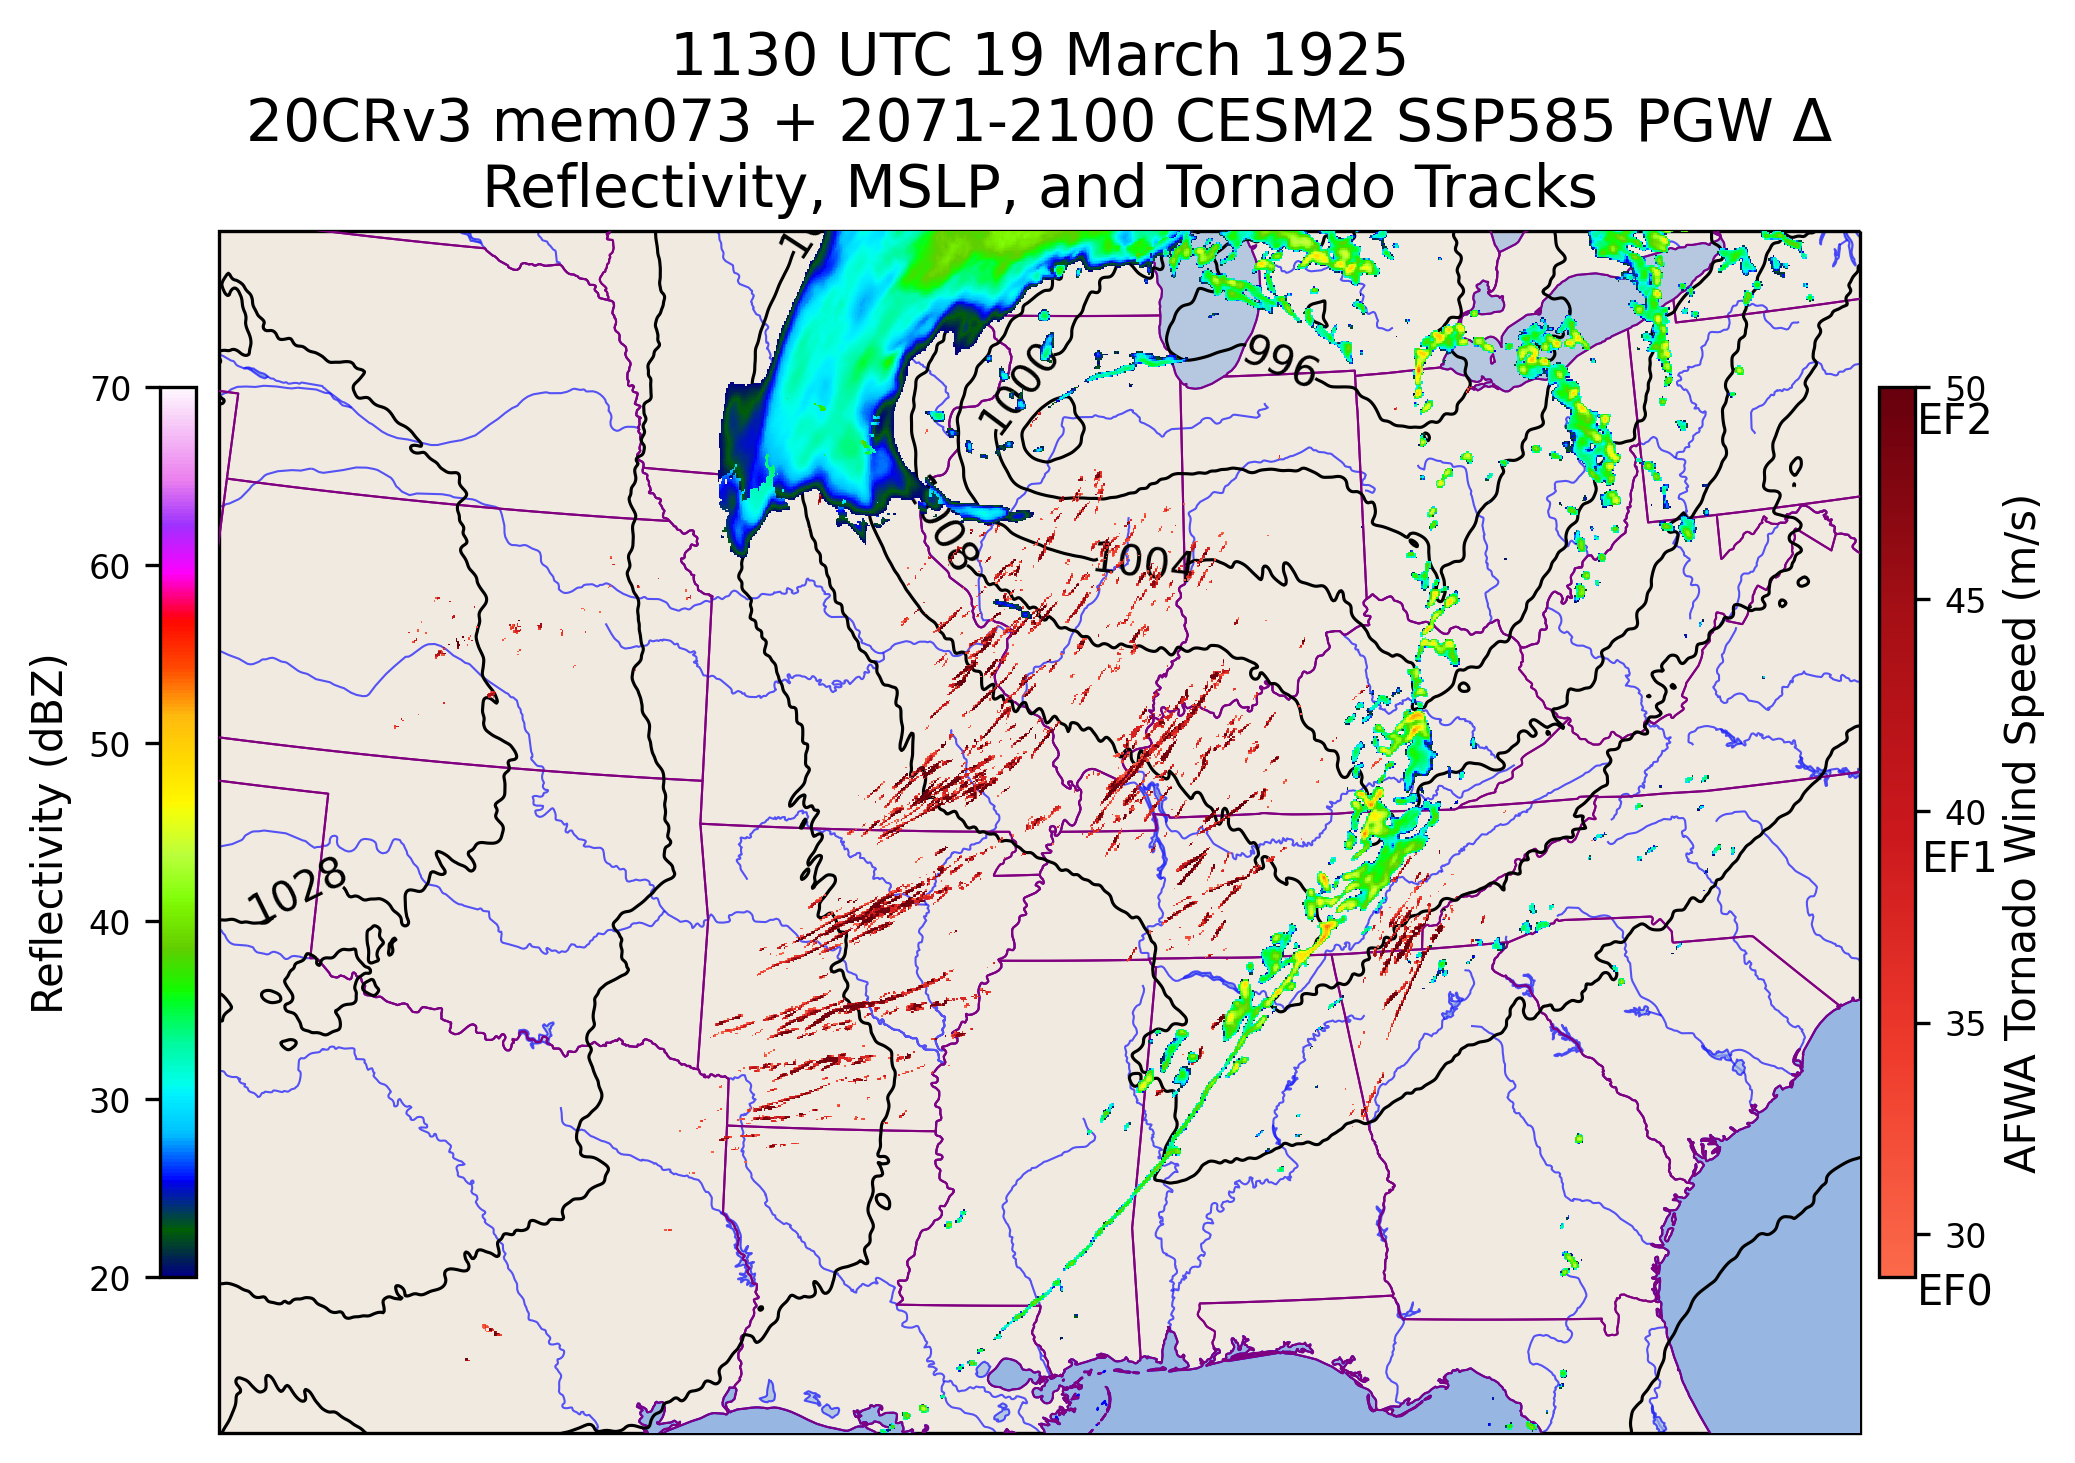 1130 UTC 19 March 1925
20CRv3 mem073 + 2071-2100 CESM2 SSP585 PGW Δ
Reflectivity, MSLP, and Tornado Tracks
70
60
50
40
30
20
Reflectivity (dBZ)
996
1000
1004
1028
50
EF2
45
40
EF1
35
30
EF0
AFWA Tornado Wind Speed (m/s)